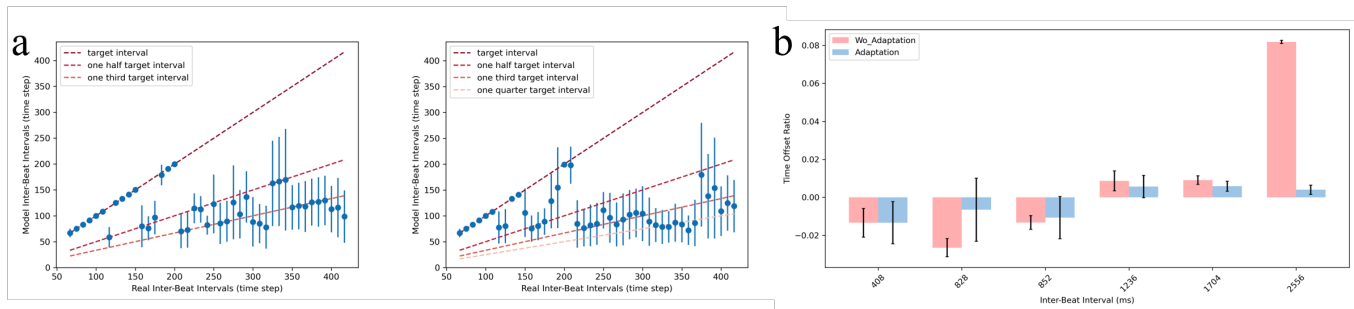 a
target interval
one half target interval
one third target interval
400
350
300
250
200
150
100
50
0
Model Inter-Beat Intervals (time step)
50
100
150
200
250
300
350
400
Real Inter-Beat Intervals (time step)
target interval
one half target interval
one third target interval
one quarter target interval
400
350
300
250
200
150
100
50
0
Model Inter-Beat Intervals (time step)
50
100
150
200
250
300
350
400
Real Inter-Beat Intervals (time step)
b
Wo_Adaptation
Adaptation
0.08
0.06
0.04
0.02
0.00
−0.02
Time Offset Ratio
408
828
852
1236
1704
2556
Inter-Beat Interval (ms)